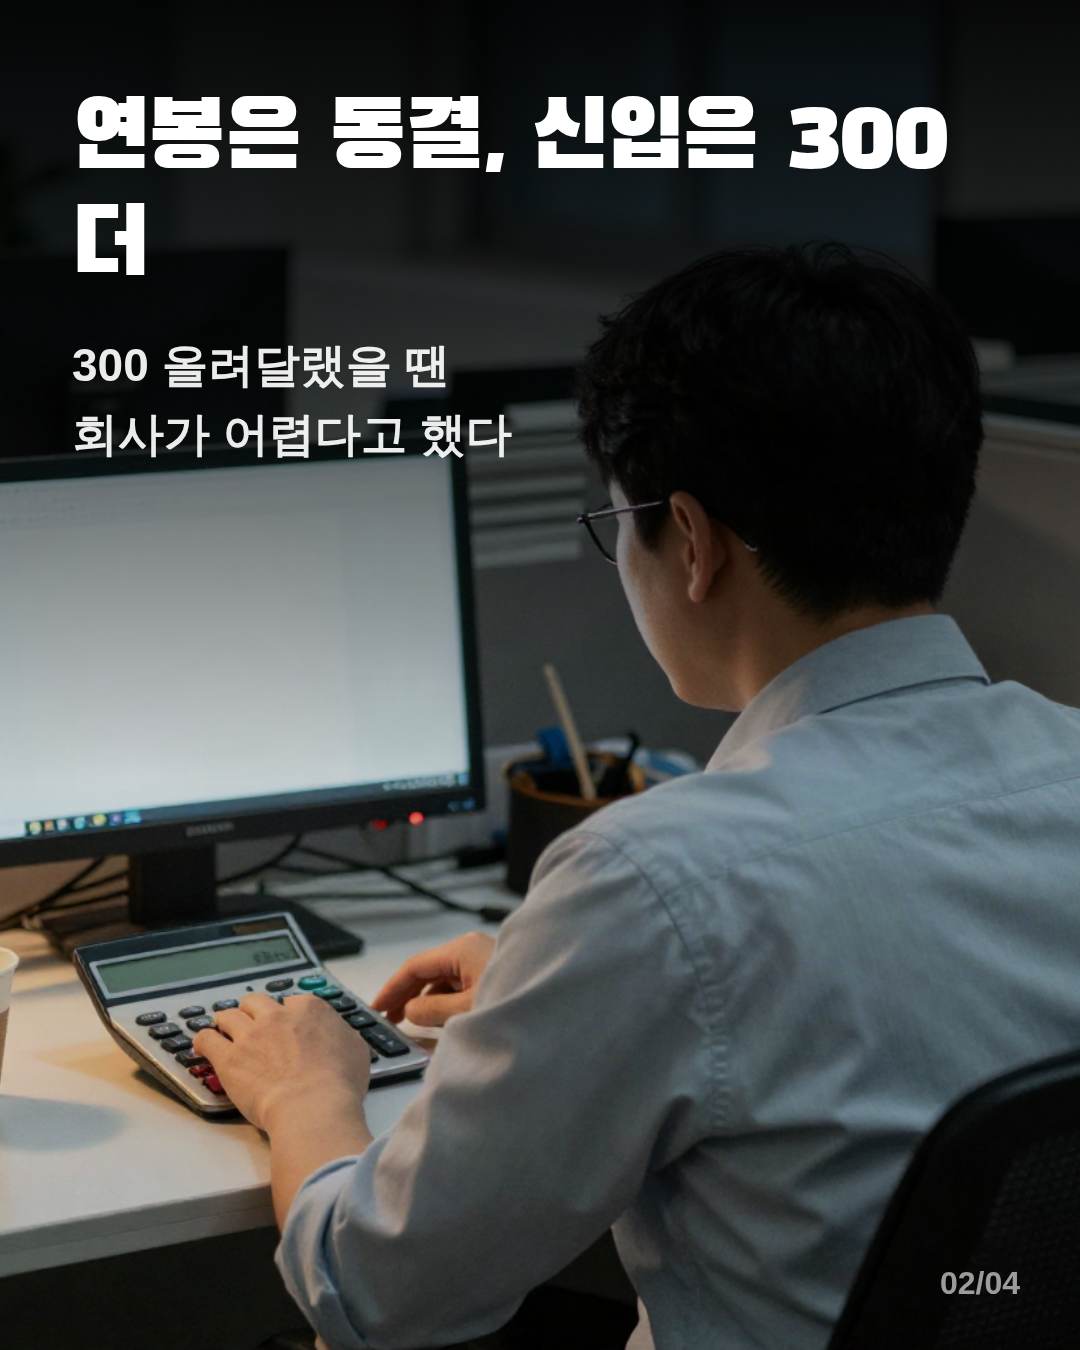 연봉은 동결, 신입은 300
더
300 올려달랬을 땐
회사가 어렵다고 했다
02/04